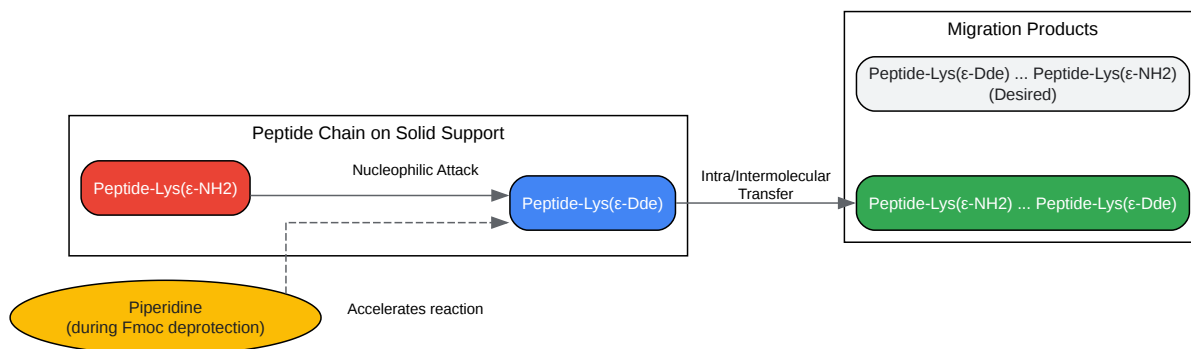 Migration Products
Peptide-Lys(ε-Dde) ... Peptide-Lys(ε-NH2)
(Desired)
Peptide Chain on Solid Support
Peptide-Lys(ε-NH2)
Nucleophilic Attack
Peptide-Lys(ε-Dde)
Intra/Intermolecular
Transfer
Peptide-Lys(ε-NH2) ... Peptide-Lys(ε-Dde)
Piperidine
(during Fmoc deprotection)
Accelerates reaction